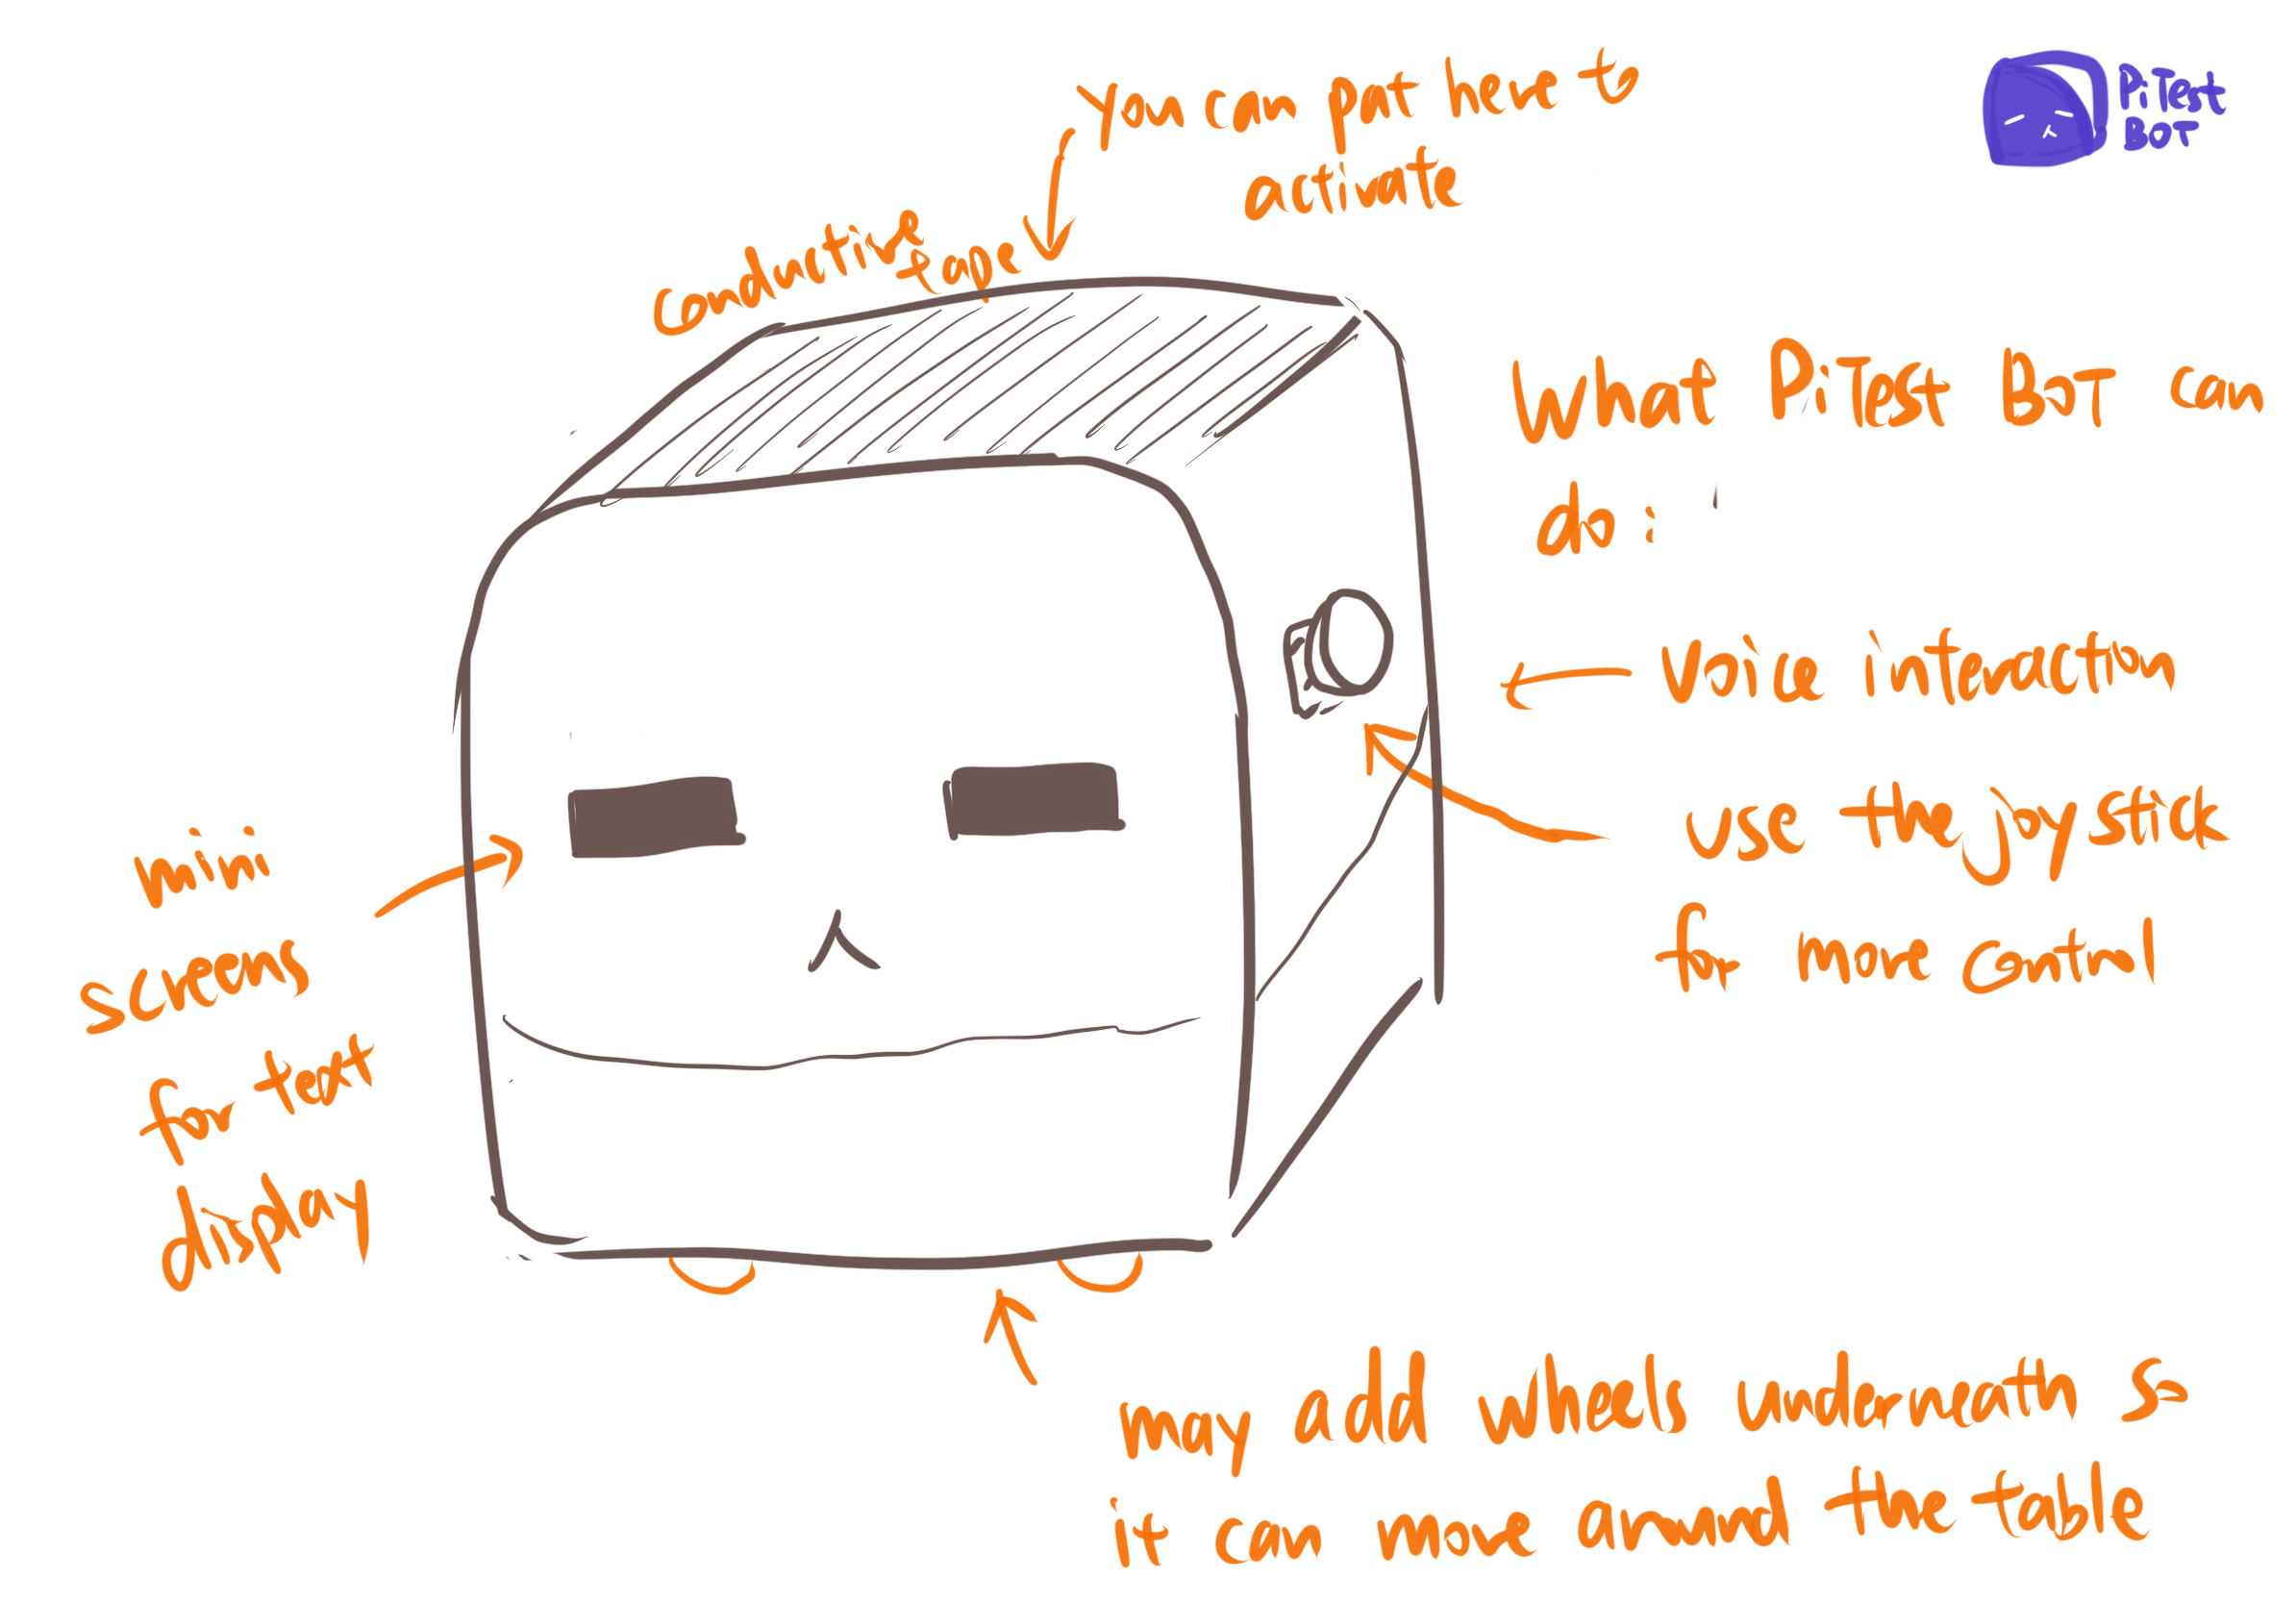 You can pat here to
activate
PiTest
BOT
conductive
tape
What PiTest BOT can
do :
voice interaction
use the joystick
for more control
mini
screens
for text
display
may add wheels underneath so
it can move around the table